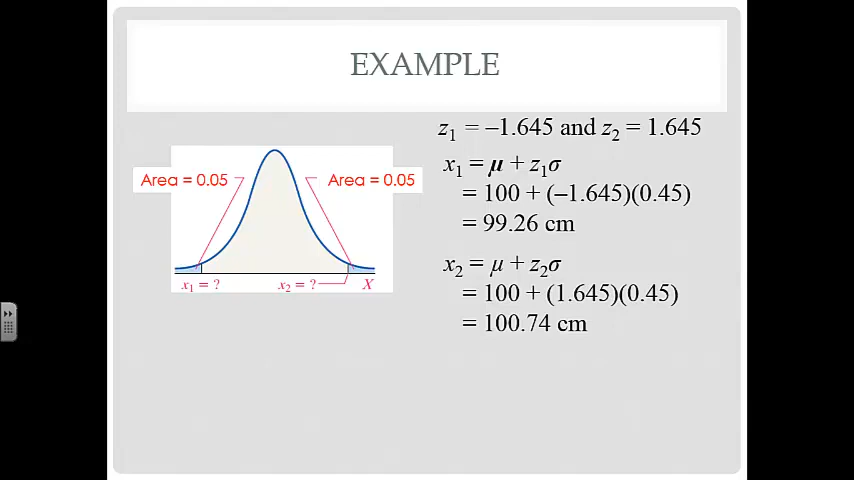 EXAMPLE
z₁ = –1.645 and z₂ = 1.645
x₁ = μ + z₁σ
= 100 + (–1.645)(0.45)
= 99.26 cm
x₂ = μ + z₂σ
= 100 + (1.645)(0.45)
= 100.74 cm
Area = 0.05
Area = 0.05
x₁ = ?
x₂ = ?
X